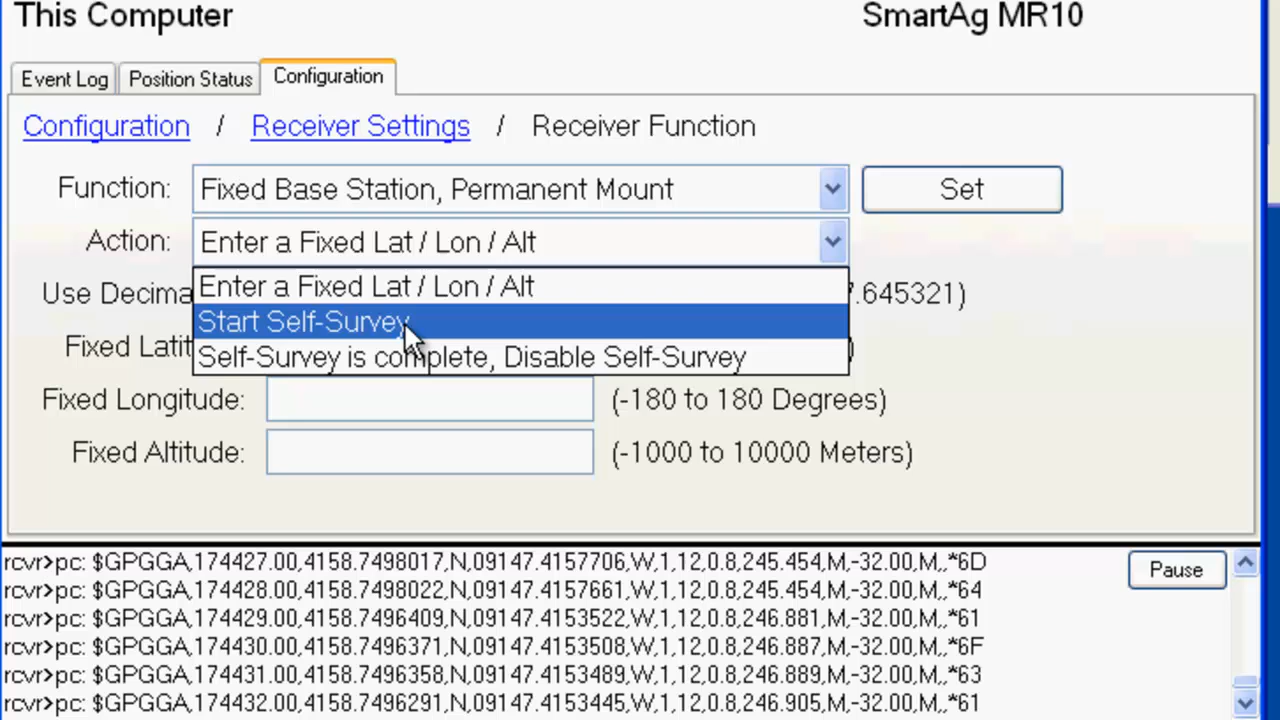 This Computer SmartAg MR10
Event Log Position Status Configuration
Configuration / Receiver Settings / Receiver Function
Function: Fixed Base Station, Permanent Mount Set
Action: Enter a Fixed Lat / Lon / Alt
Enter a Fixed Lat / Lon / Alt
Use Decima 7.645321)
Start Self-Survey
Fixed Latit )
Self-Survey is complete, Disable Self-Survey
Fixed Longitude: (-180 to 180 Degrees)
Fixed Altitude: (-1000 to 10000 Meters)
rcvr>pc: $GPGGA,174427.00,4158.7498017,N,09147.4157706,W,1,12,0.8,245.454,M,-32.00,M,,*6D Pause
rcvr>pc: $GPGGA,174428.00,4158.7498022,N,09147.4157661,W,1,12,0.8,245.454,M,-32.00,M,,*64
rcvr>pc: $GPGGA,174429.00,4158.7496409,N,09147.4153522,W,1,12,0.8,246.881,M,-32.00,M,,*61
rcvr>pc: $GPGGA,174430.00,4158.7496371,N,09147.4153508,W,1,12,0.8,246.887,M,-32.00,M,,*6F
rcvr>pc: $GPGGA,174431.00,4158.7496358,N,09147.4153489,W,1,12,0.8,246.889,M,-32.00,M,,*63
rcvr>pc: $GPGGA,174432.00,4158.7496291,N,09147.4153445,W,1,12,0.8,246.905,M,-32.00,M,,*61